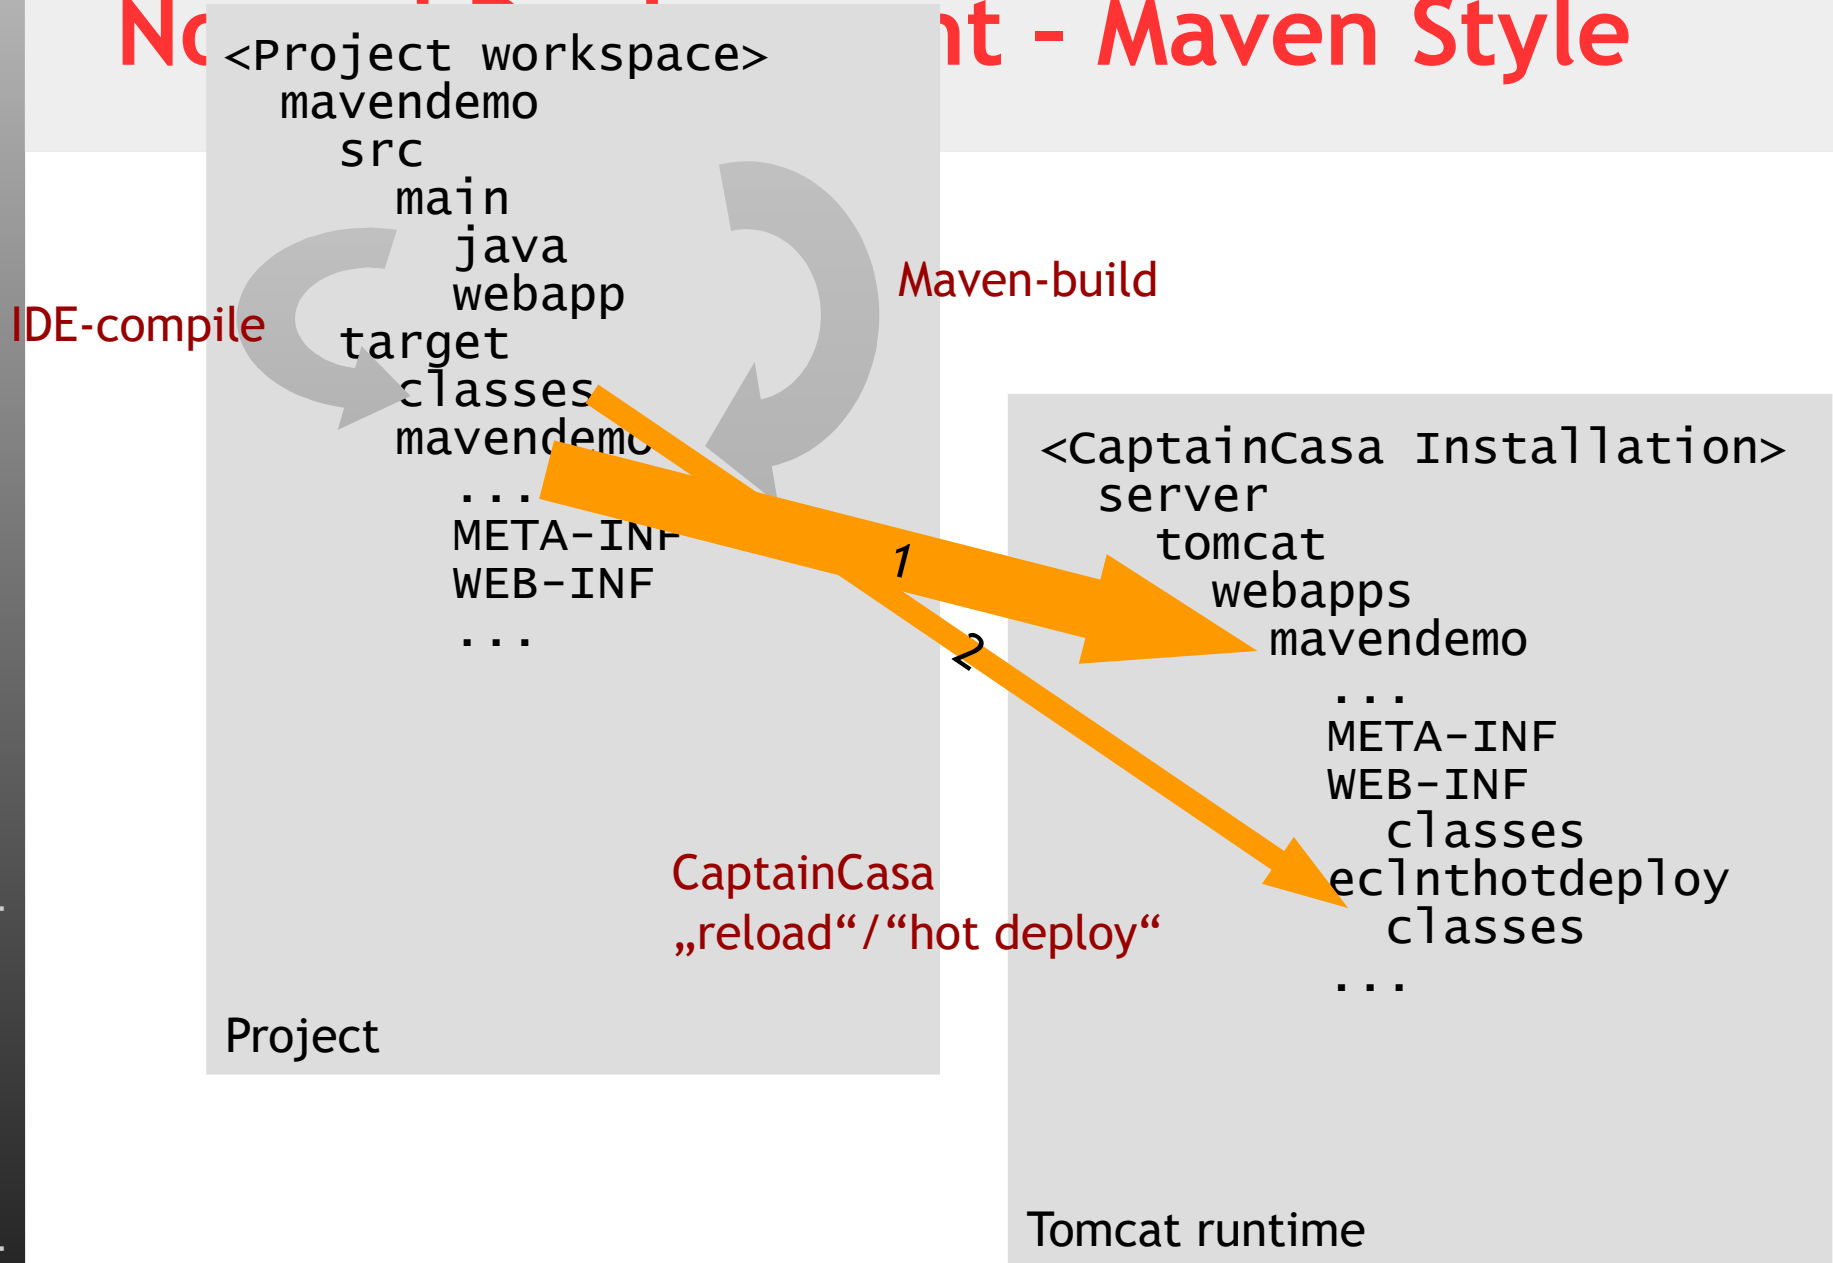 - Maven Style
<Project workspace>
mavendemo
src
main
java
webapp
target
classes
mavendemo
...
META-INF
WEB-INF
...
Project
IDE-compile
Maven-build
1
2
CaptainCasa
„reload“/“hot deploy“
<CaptainCasa Installation>
server
tomcat
webapps
mavendemo
...
META-INF
WEB-INF
classes
eclnthotdeploy
classes
...
Tomcat runtime